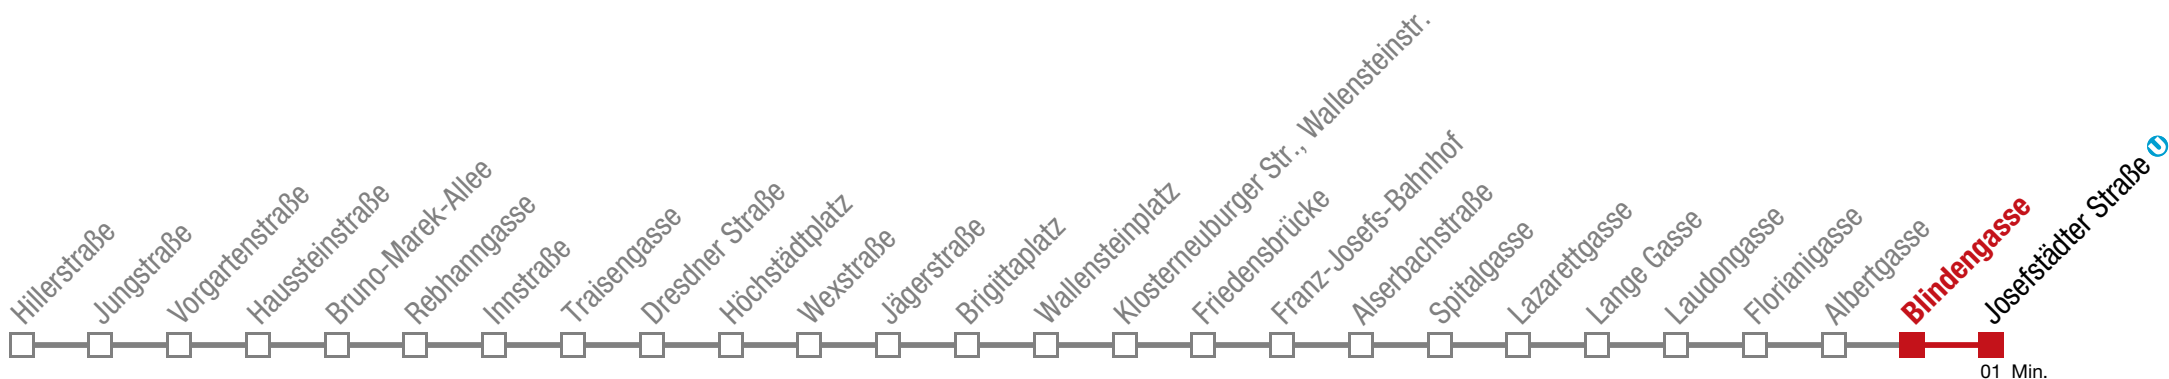 Hillerstraße
Jungstraße
Vorgartenstraße
Haussteinstraße
Bruno-Marek-Allee
Rebhanngasse
Innstraße
Traisengasse
Dresdner Straße
Höchstädtplatz
Wexstraße
Jägerstraße
Brigittaplatz
Wallensteinplatz
Klosterneuburger Str., Wallensteinstr.
Friedensbrücke
Franz-Josefs-Bahnhof
Alserbachstraße
Spitalgasse
Lazarettgasse
Lange Gasse
Laudongasse
Florianigasse
Albertgasse
Blindengasse
Josefstädter Straße U
01 Min.